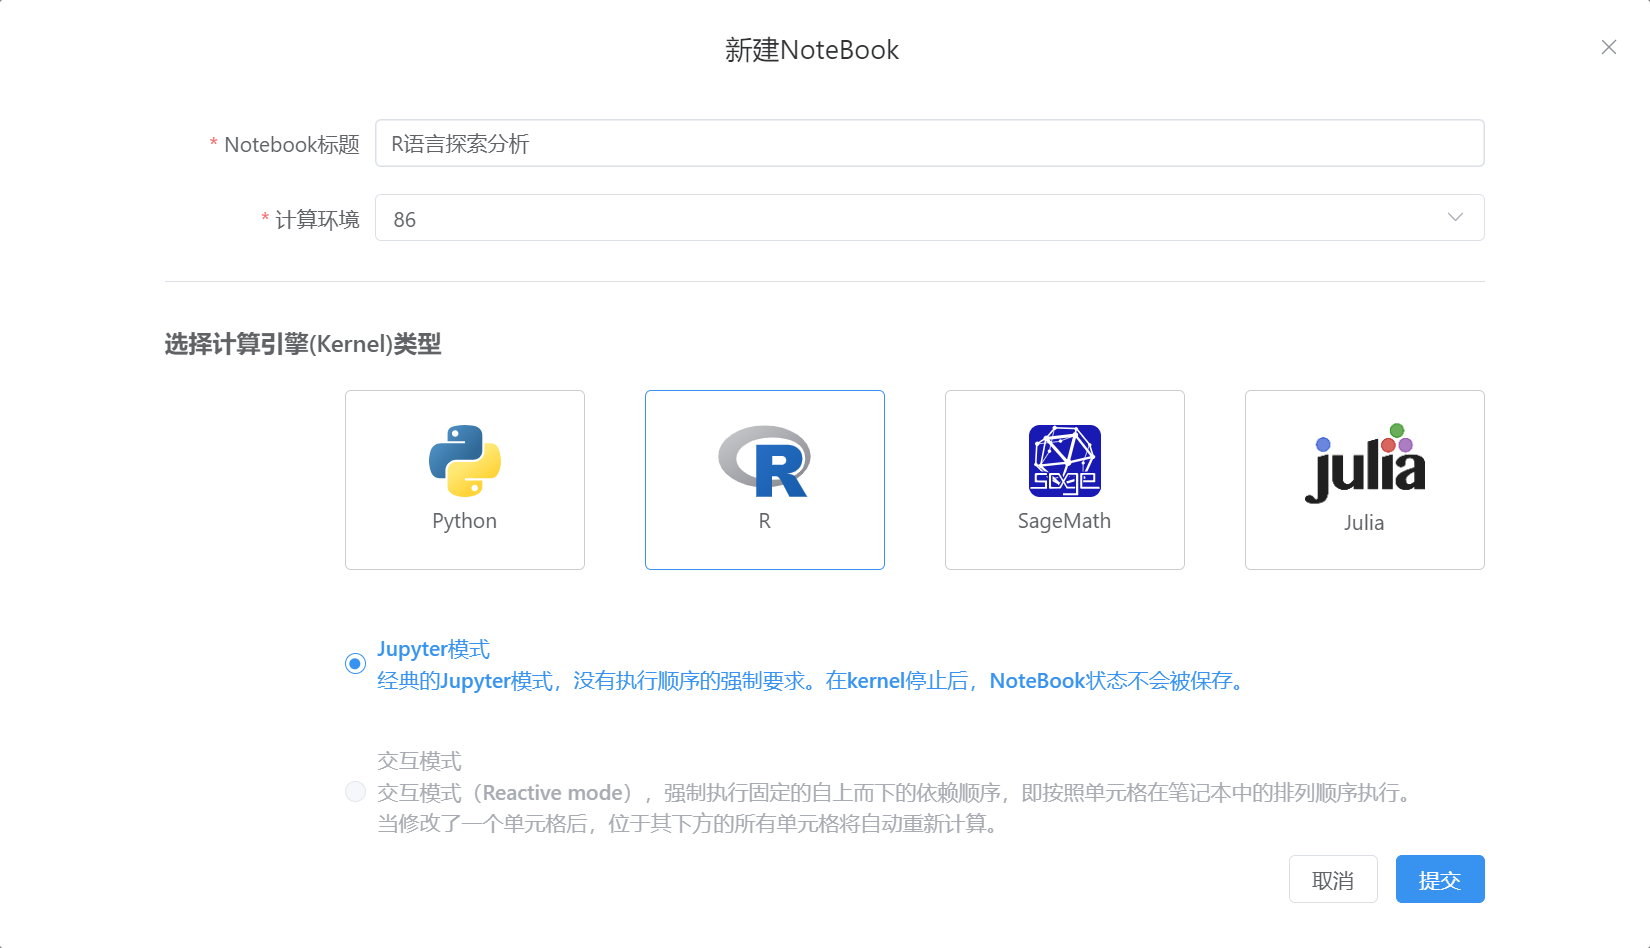 新建NoteBook
* Notebook标题
R语言探索分析
* 计算环境
86
选择计算引擎(Kernel)类型
Python
R
R
sage
SageMath
julia
Julia
Jupyter模式
经典的Jupyter模式，没有执行顺序的强制要求。在kernel停止后，NoteBook状态不会被保存。
交互模式
交互模式（Reactive mode），强制执行固定的自上而下的依赖顺序，即按照单元格在笔记本中的排列顺序执行。
当修改了一个单元格后，位于其下方的所有单元格将自动重新计算。
取消
提交